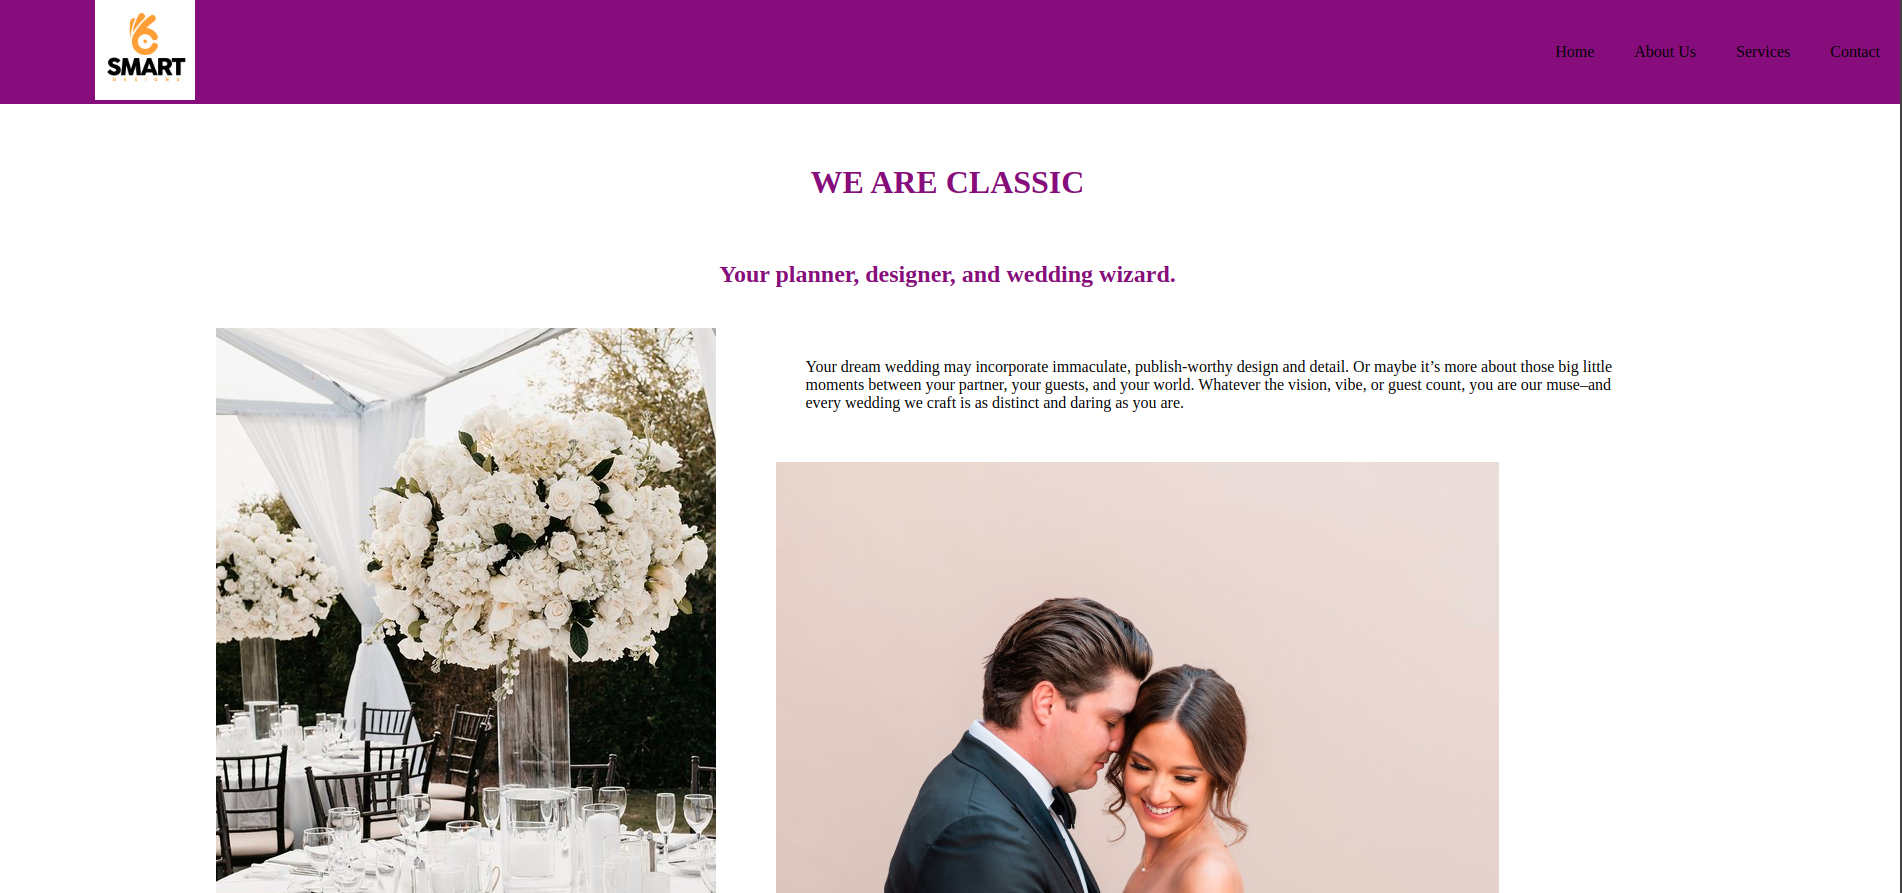 SMART
DESIGNS
Home
About Us
Services
Contact
WE ARE CLASSIC
Your planner, designer, and wedding wizard.
Your dream wedding may incorporate immaculate, publish-worthy design and detail. Or maybe it’s more about those big little
moments between your partner, your guests, and your world. Whatever the vision, vibe, or guest count, you are our muse–and
every wedding we craft is as distinct and daring as you are.